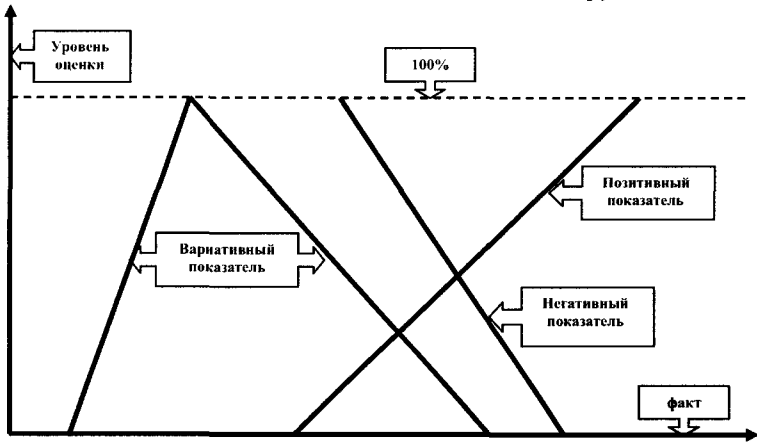 Уровень
оценки
100%
Позитивный
показатель
Вариативный
показатель
Негативный
показатель
факт